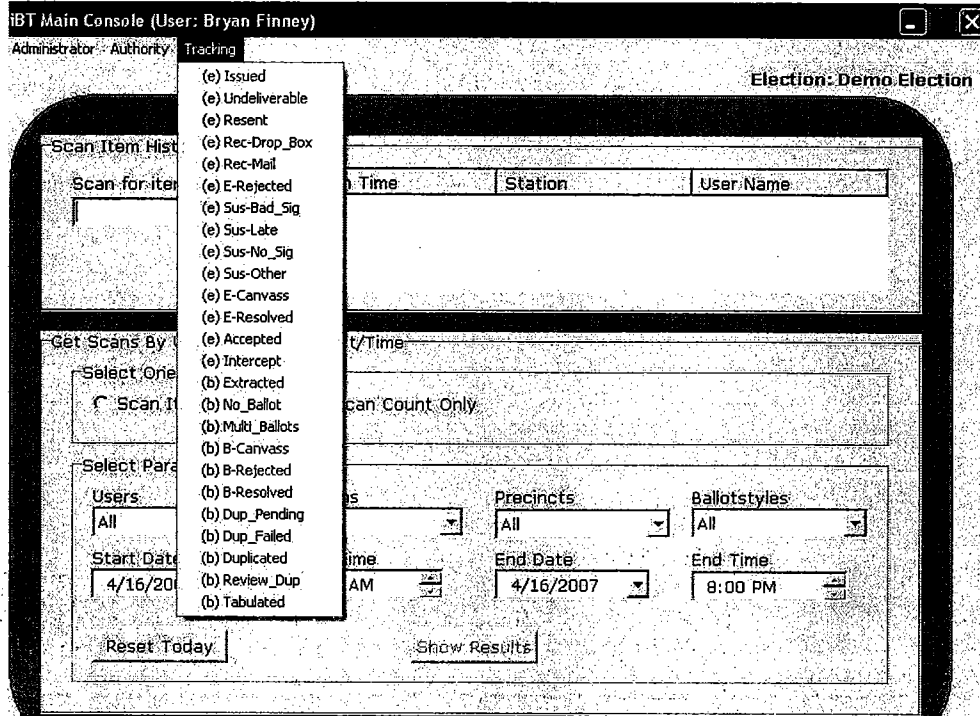 iBT Main Console (User: Bryan Finney)
Administrator Authority Tracking
Election: Demo Election
(e) Issued
(e) Undeliverable
(e) Resent
(e) Rec-Drop_Box
(e) Rec-Mail
(e) E-Rejected
(e) Sus-Bad_Sig
(e) Sus-Late
(e) Sus-No_Sig
(e) Sus-Other
(e) E-Canvass
(e) E-Resolved
(e) Accepted
(e) Intercept
(b) Extracted
(b) No_Ballot
(b) Multi_Ballots
(b) B-Canvass
(b) B-Rejected
(b) B-Resolved
(b) Dup_Pending
(b) Dup_Failed
(b) Duplicated
(b) Review_Dup
(b) Tabulated
Scan Item Hist
Scan for iter Time Station User Name
Get Scans By t/Time
Select One
Scan It can Count Only
Select Para
Users Precincts Ballotstyles
All All All
Start Date ime End Date End Time
4/16/200 AM 4/16/2007 8:00 PM
Reset Today Show Results